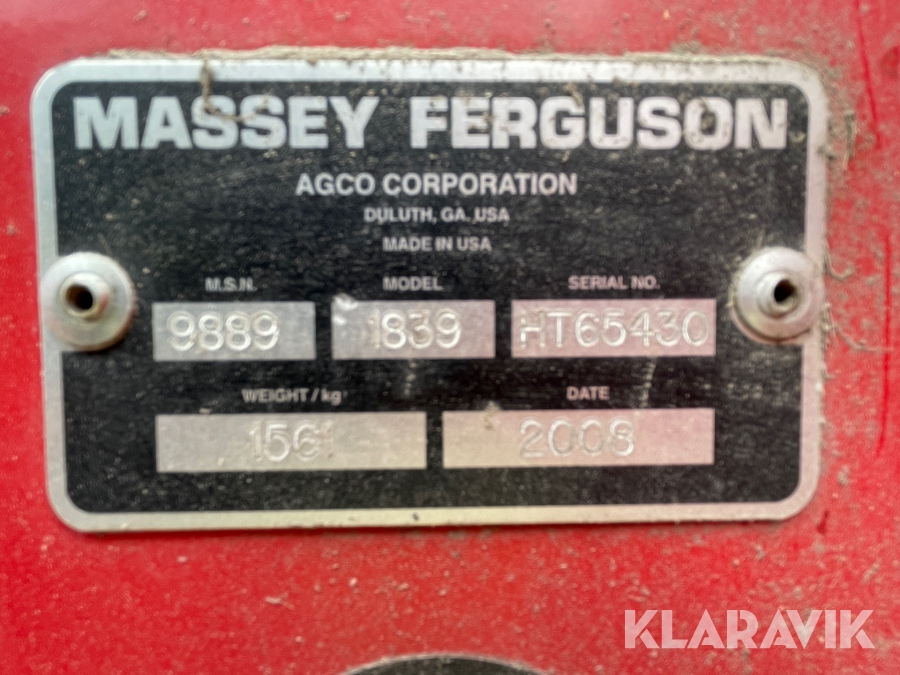 MASSEY FERGUSON
AGCO CORPORATION
DULUTH, GA. USA
MADE IN USA
M.S.N. MODEL SERIAL NO.
9889 1839 HT65430
WEIGHT/kg DATE
1561 2008
KLARAVIK